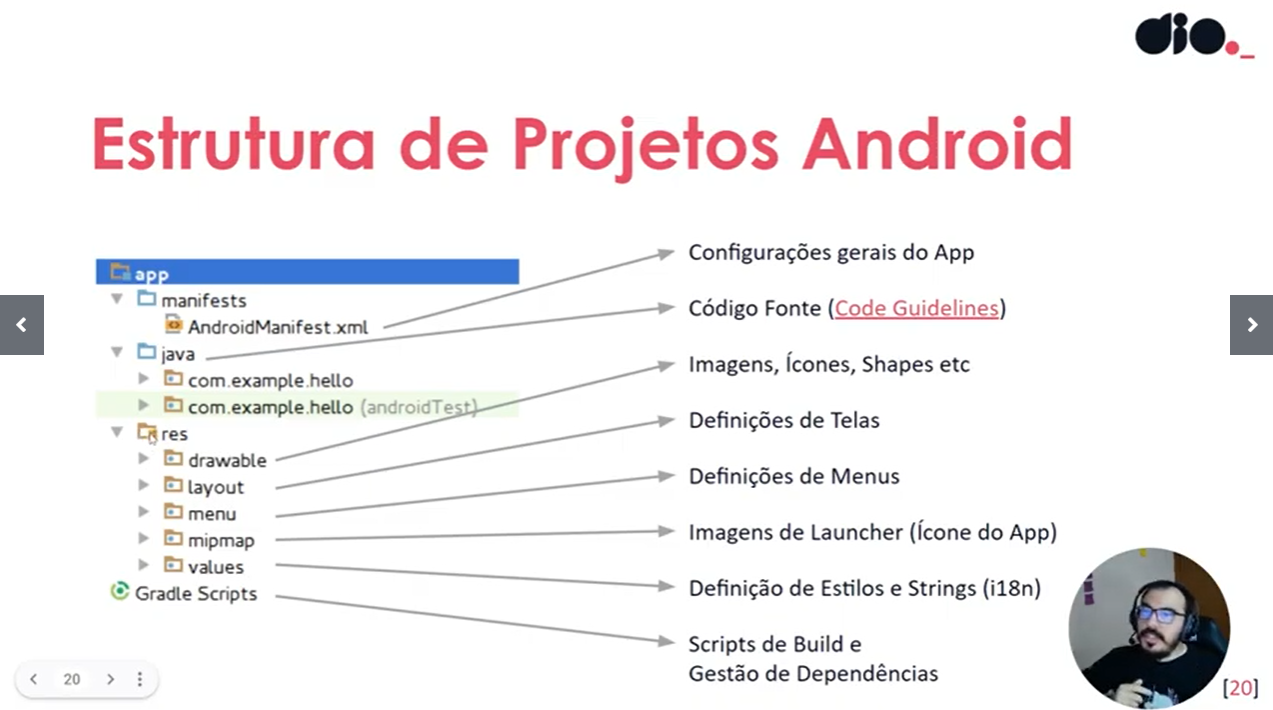 dio._
Estrutura de Projetos Android
app
manifests
AndroidManifest.xml
java
com.example.hello
com.example.hello (androidTest)
res
drawable
layout
menu
mipmap
values
Gradle Scripts
Configurações gerais do App
Código Fonte (Code Guidelines)
Imagens, Ícones, Shapes etc
Definições de Telas
Definições de Menus
Imagens de Launcher (Ícone do App)
Definição de Estilos e Strings (i18n)
Scripts de Build e
Gestão de Dependências
20
[20]